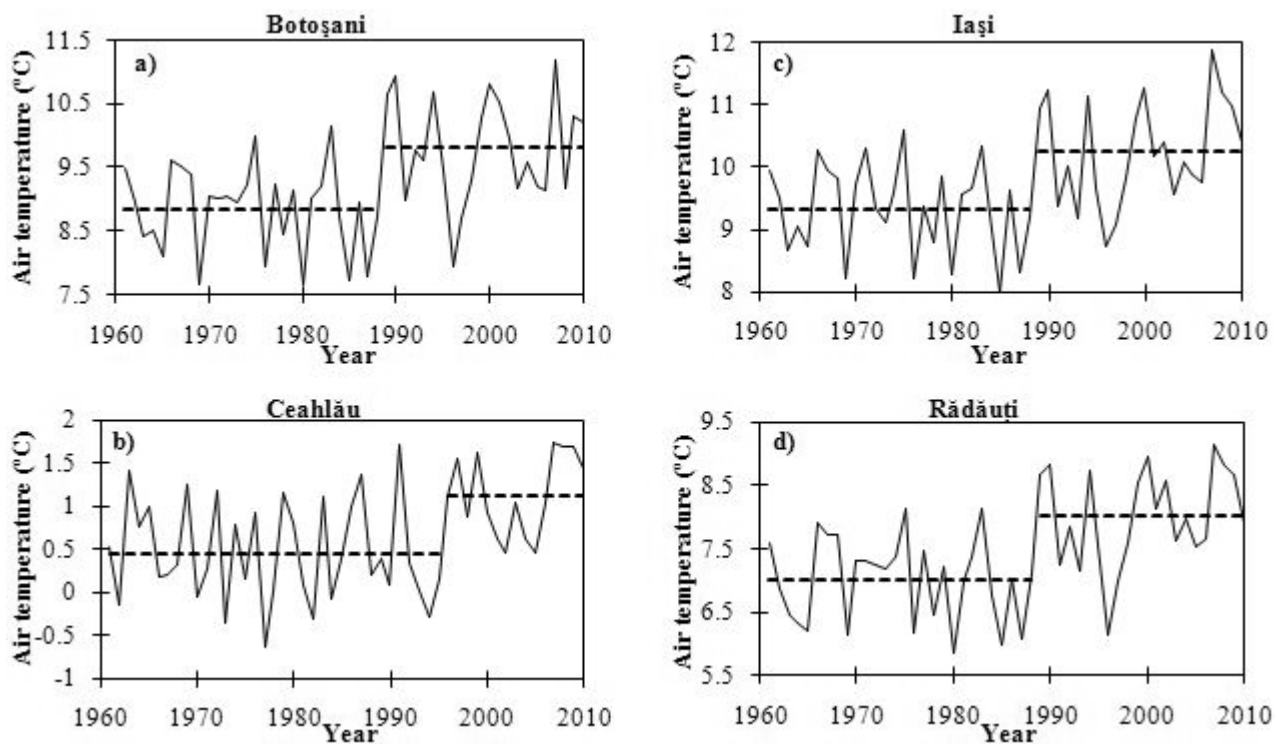 Botoșani
11.5
a)
10.5
9.5
8.5
7.5
Air temperature (°C)
1960 1970 1980 1990 2000 2010
Year
Iași
12
c)
11
10
9
8
Air temperature (°C)
1960 1970 1980 1990 2000 2010
Year
Ceahlău
2
b)
1.5
1
0.5
0
-0.5
-1
Air temperature (°C)
1960 1970 1980 1990 2000 2010
Year
Rădăuți
9.5
d)
8.5
7.5
6.5
5.5
Air temperature (°C)
1960 1970 1980 1990 2000 2010
Year